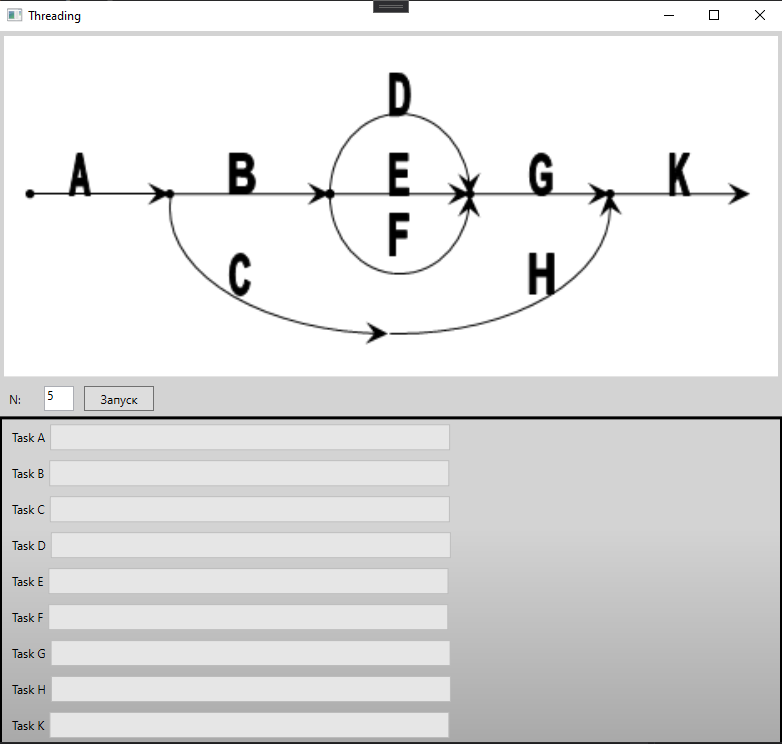 Threading
D
A B E G K
F
C H
N: 5 Запуск
Task A
Task B
Task C
Task D
Task E
Task F
Task G
Task H
Task K